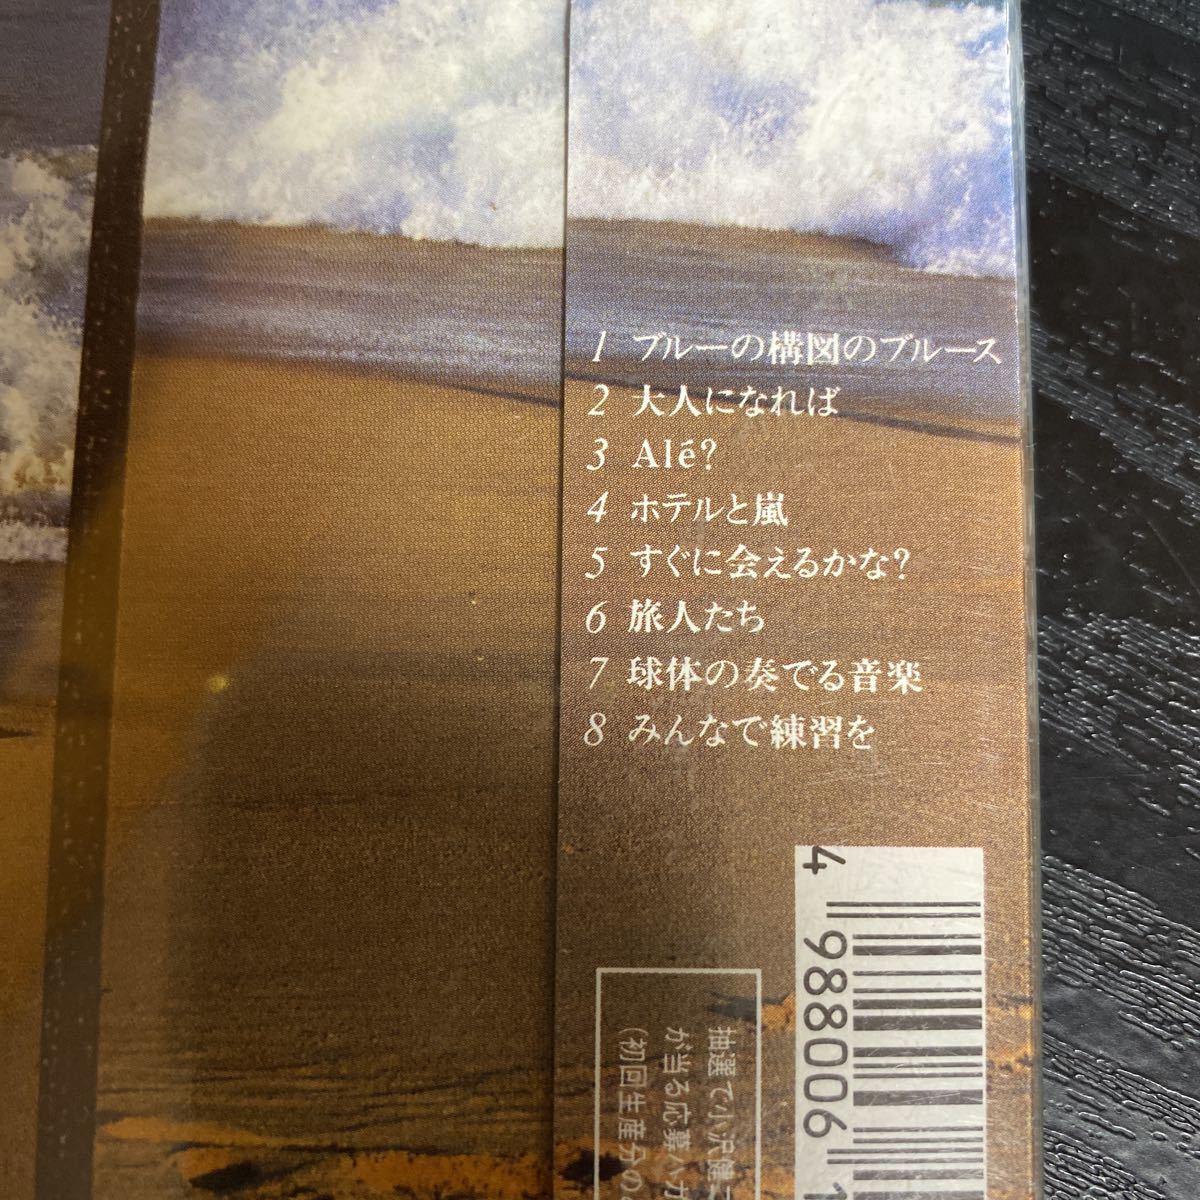 1 ブルーの構図のブルース
2 大人になれば
3 Alé?
4 ホテルと嵐
5 すぐに会えるかな?
6 旅人たち
7 球体の奏でる音楽
8 みんなで練習を
4 988006 1
抽選で小沢健二
が当る応募ハガ
(初回生産分の